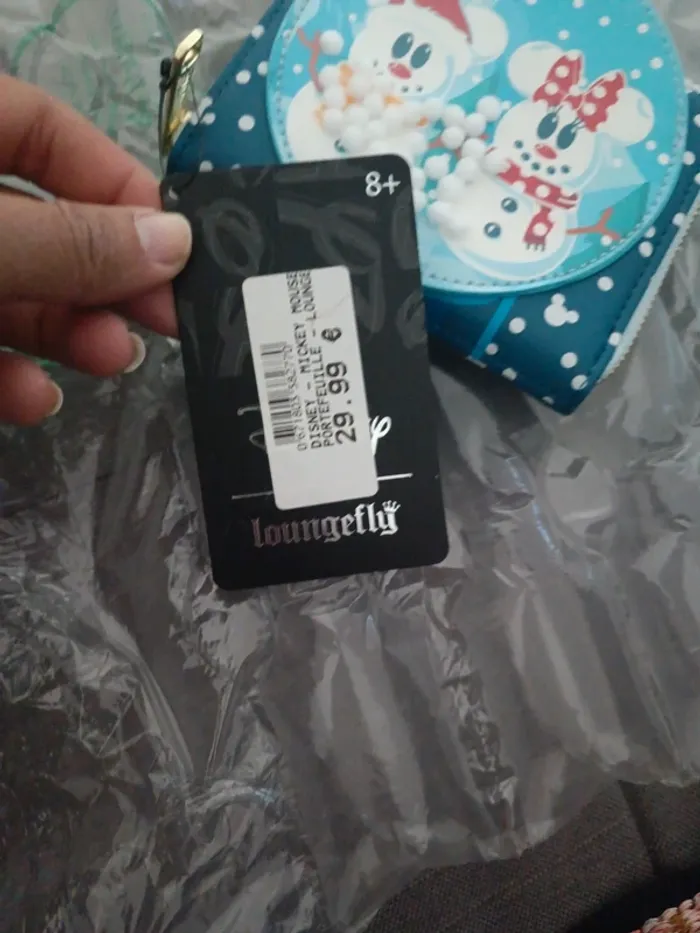 8+
DISNEY - MICKEY MOUSE
PORTEFEUILLE - LOUNGE
29.99 €
loungefly